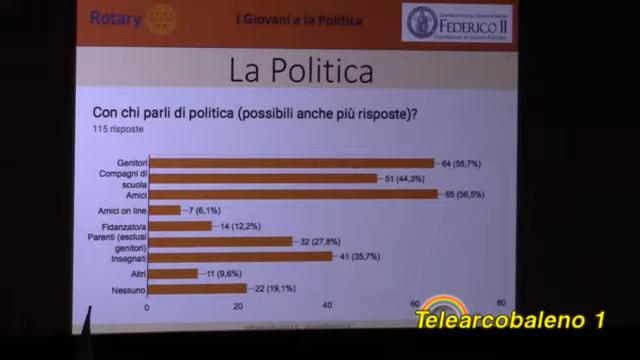 Rotary
I Giovani e la Politica
FEDERICO II
La Politica
Con chi parli di politica (possibili anche più risposte)?
115 risposte
Genitori
64 (55,7%)
Compagni di
scuola
51 (44,3%)
Amici
65 (56,5%)
Amici on line
7 (6,1%)
Fidanzato/a
14 (12,2%)
Parenti (esclusi
genitori)
32 (27,8%)
Insegnati
41 (35,7%)
Altri
11 (9,6%)
Nessuno
22 (19,1%)
0 20 40 60 80
Telearcobaleno 1